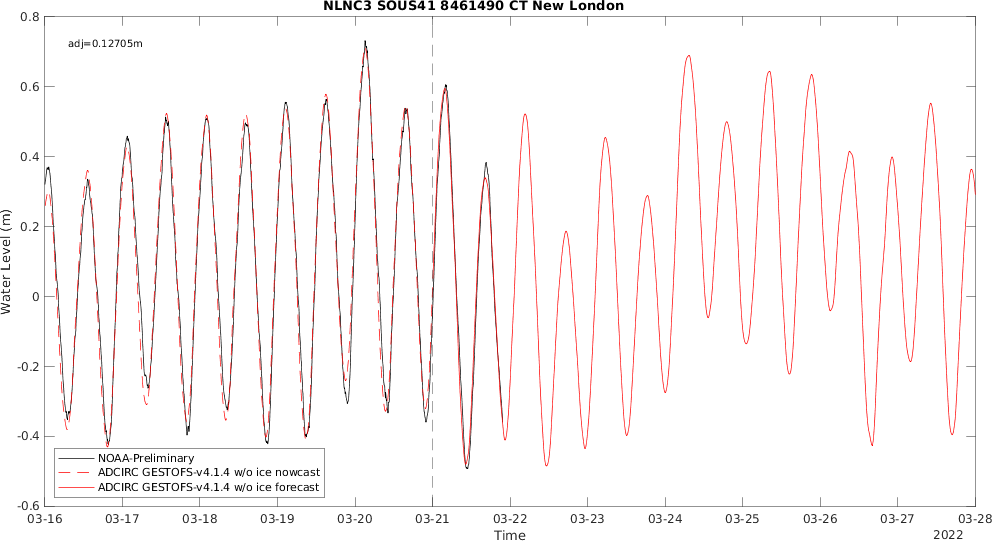 NLNC3 SOUS41 8461490 CT New London
adj=0.12705m
Water Level (m)
0.8
0.6
0.4
0.2
0
-0.2
-0.4
-0.6
NOAA-Preliminary
ADCIRC GESTOFS-v4.1.4 w/o ice nowcast
ADCIRC GESTOFS-v4.1.4 w/o ice forecast
03-16 03-17 03-18 03-19 03-20 03-21 03-22 03-23 03-24 03-25 03-26 03-27 03-28
Time
2022